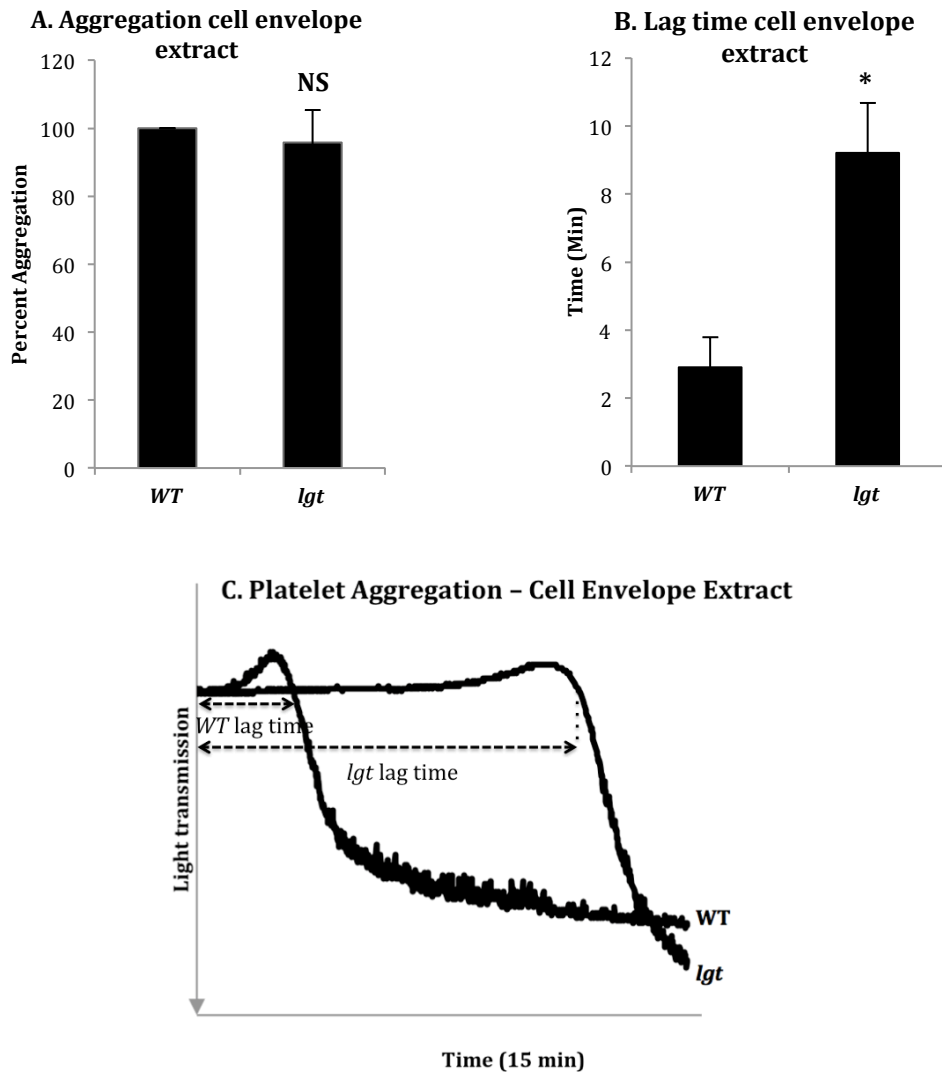 A. Aggregation cell envelope
extract
120
100
80
60
40
20
0
Percent Aggregation
NS
WT
lgt
B. Lag time cell envelope
extract
12
10
8
6
4
2
0
Time (Min)
*
WT
lgt
C. Platelet Aggregation – Cell Envelope Extract
Light transmission
WT lag time
lgt lag time
WT
lgt
Time (15 min)